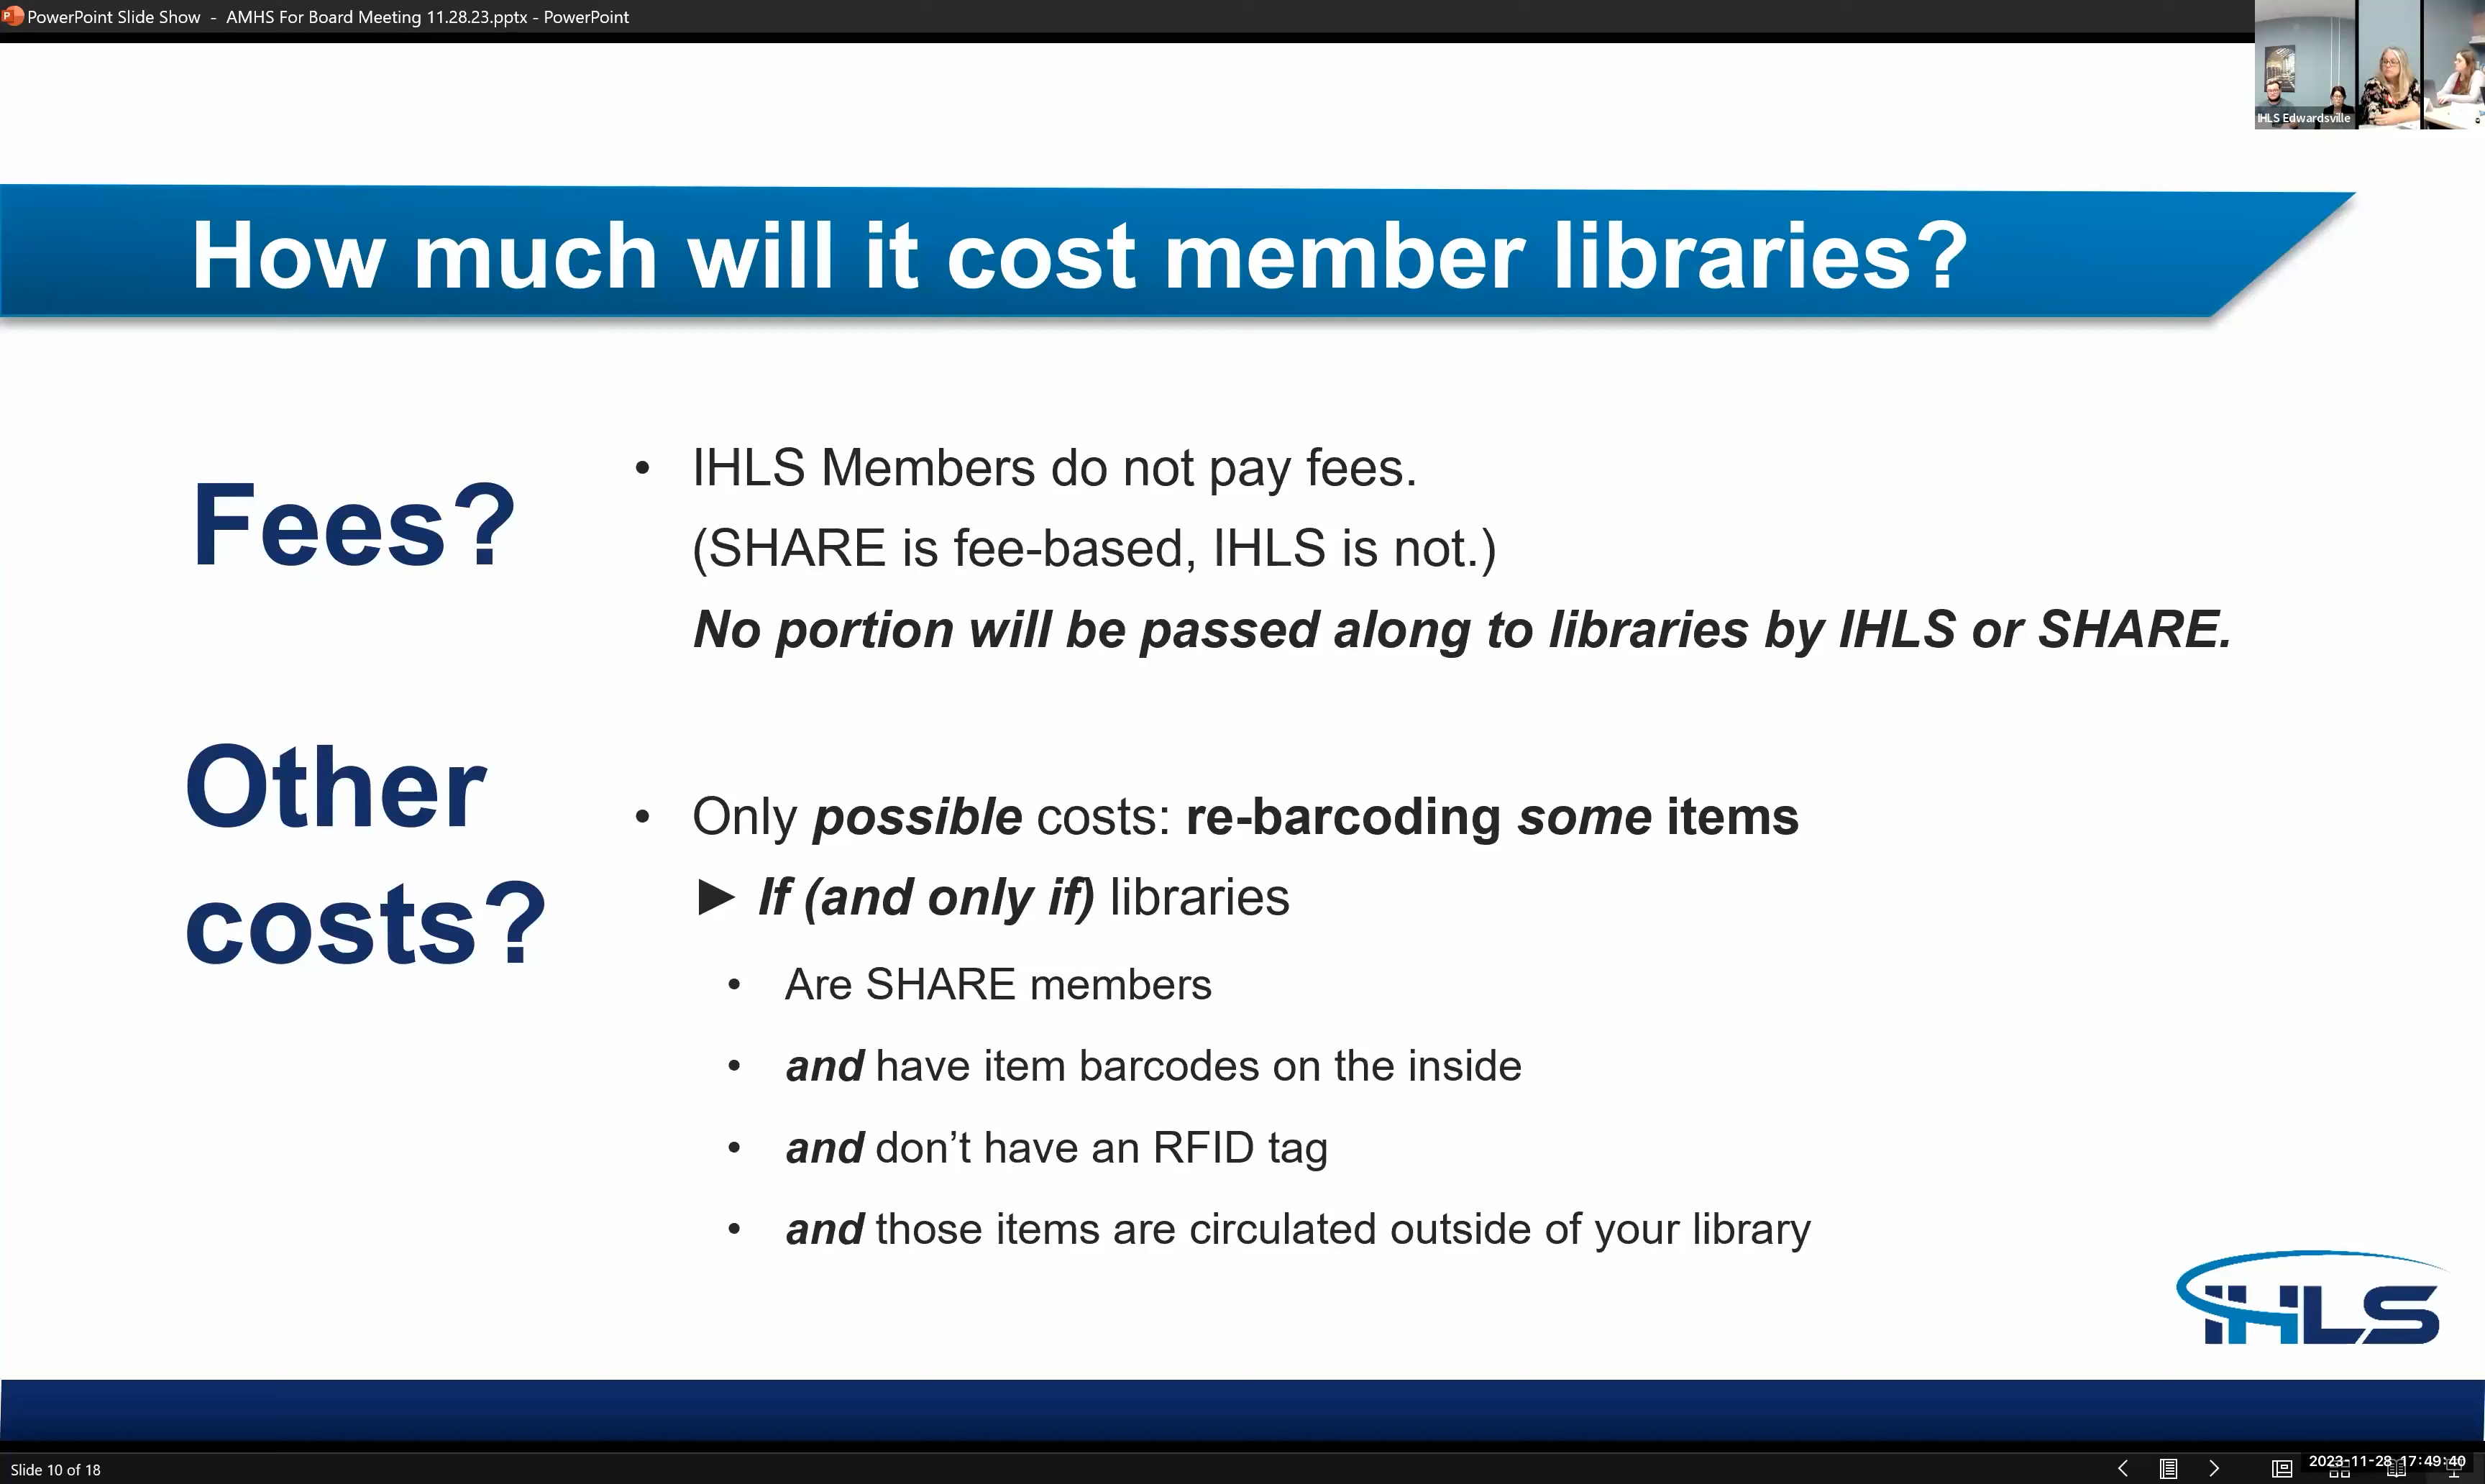 PowerPoint Slide Show - AMHS For Board Meeting 11.28.23.pptx - PowerPoint
IHLS Edwardsville
How much will it cost member libraries?
Fees?
• IHLS Members do not pay fees.
(SHARE is fee-based, IHLS is not.)
No portion will be passed along to libraries by IHLS or SHARE.
Other
costs?
• Only possible costs: re-barcoding some items
► If (and only if) libraries
• Are SHARE members
• and have item barcodes on the inside
• and don’t have an RFID tag
• and those items are circulated outside of your library
IHLS
Slide 10 of 18
2023-11-28 17:49:40